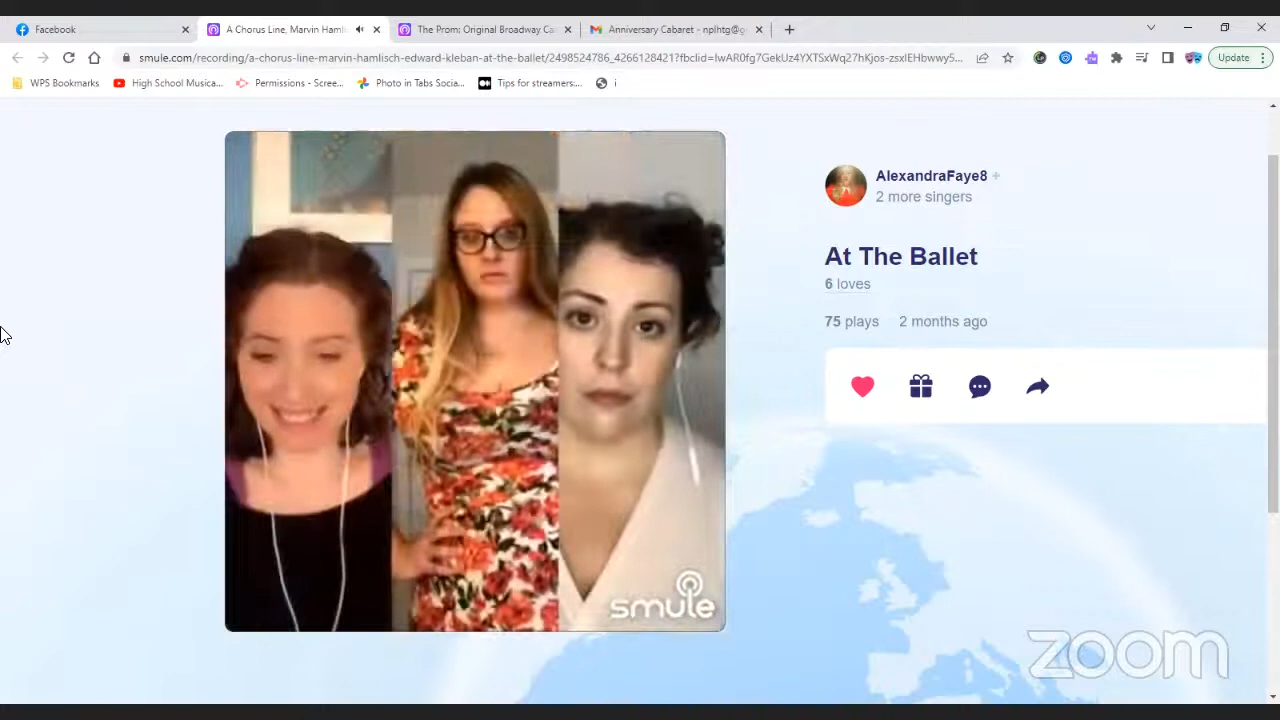 Facebook
A Chorus Line, Marvin Haml
The Prom: Original Broadway Ca
Anniversary Cabaret - nplhtg@g
smule.com/recording/a-chorus-line-marvin-hamlisch-edward-kleban-at-the-ballet/2498524786_4266128421?fbclid=IwAR0fg7GekUz4YXTSxWq27hKjos-zsxlEHbwwy5...
Update
WPS Bookmarks
High School Musica...
Permissions - Scree...
Photo in Tabs Socia...
Tips for streamers:...
i
AlexandraFaye8 +
2 more singers
At The Ballet
6 loves
75 plays 2 months ago
smule
zoom